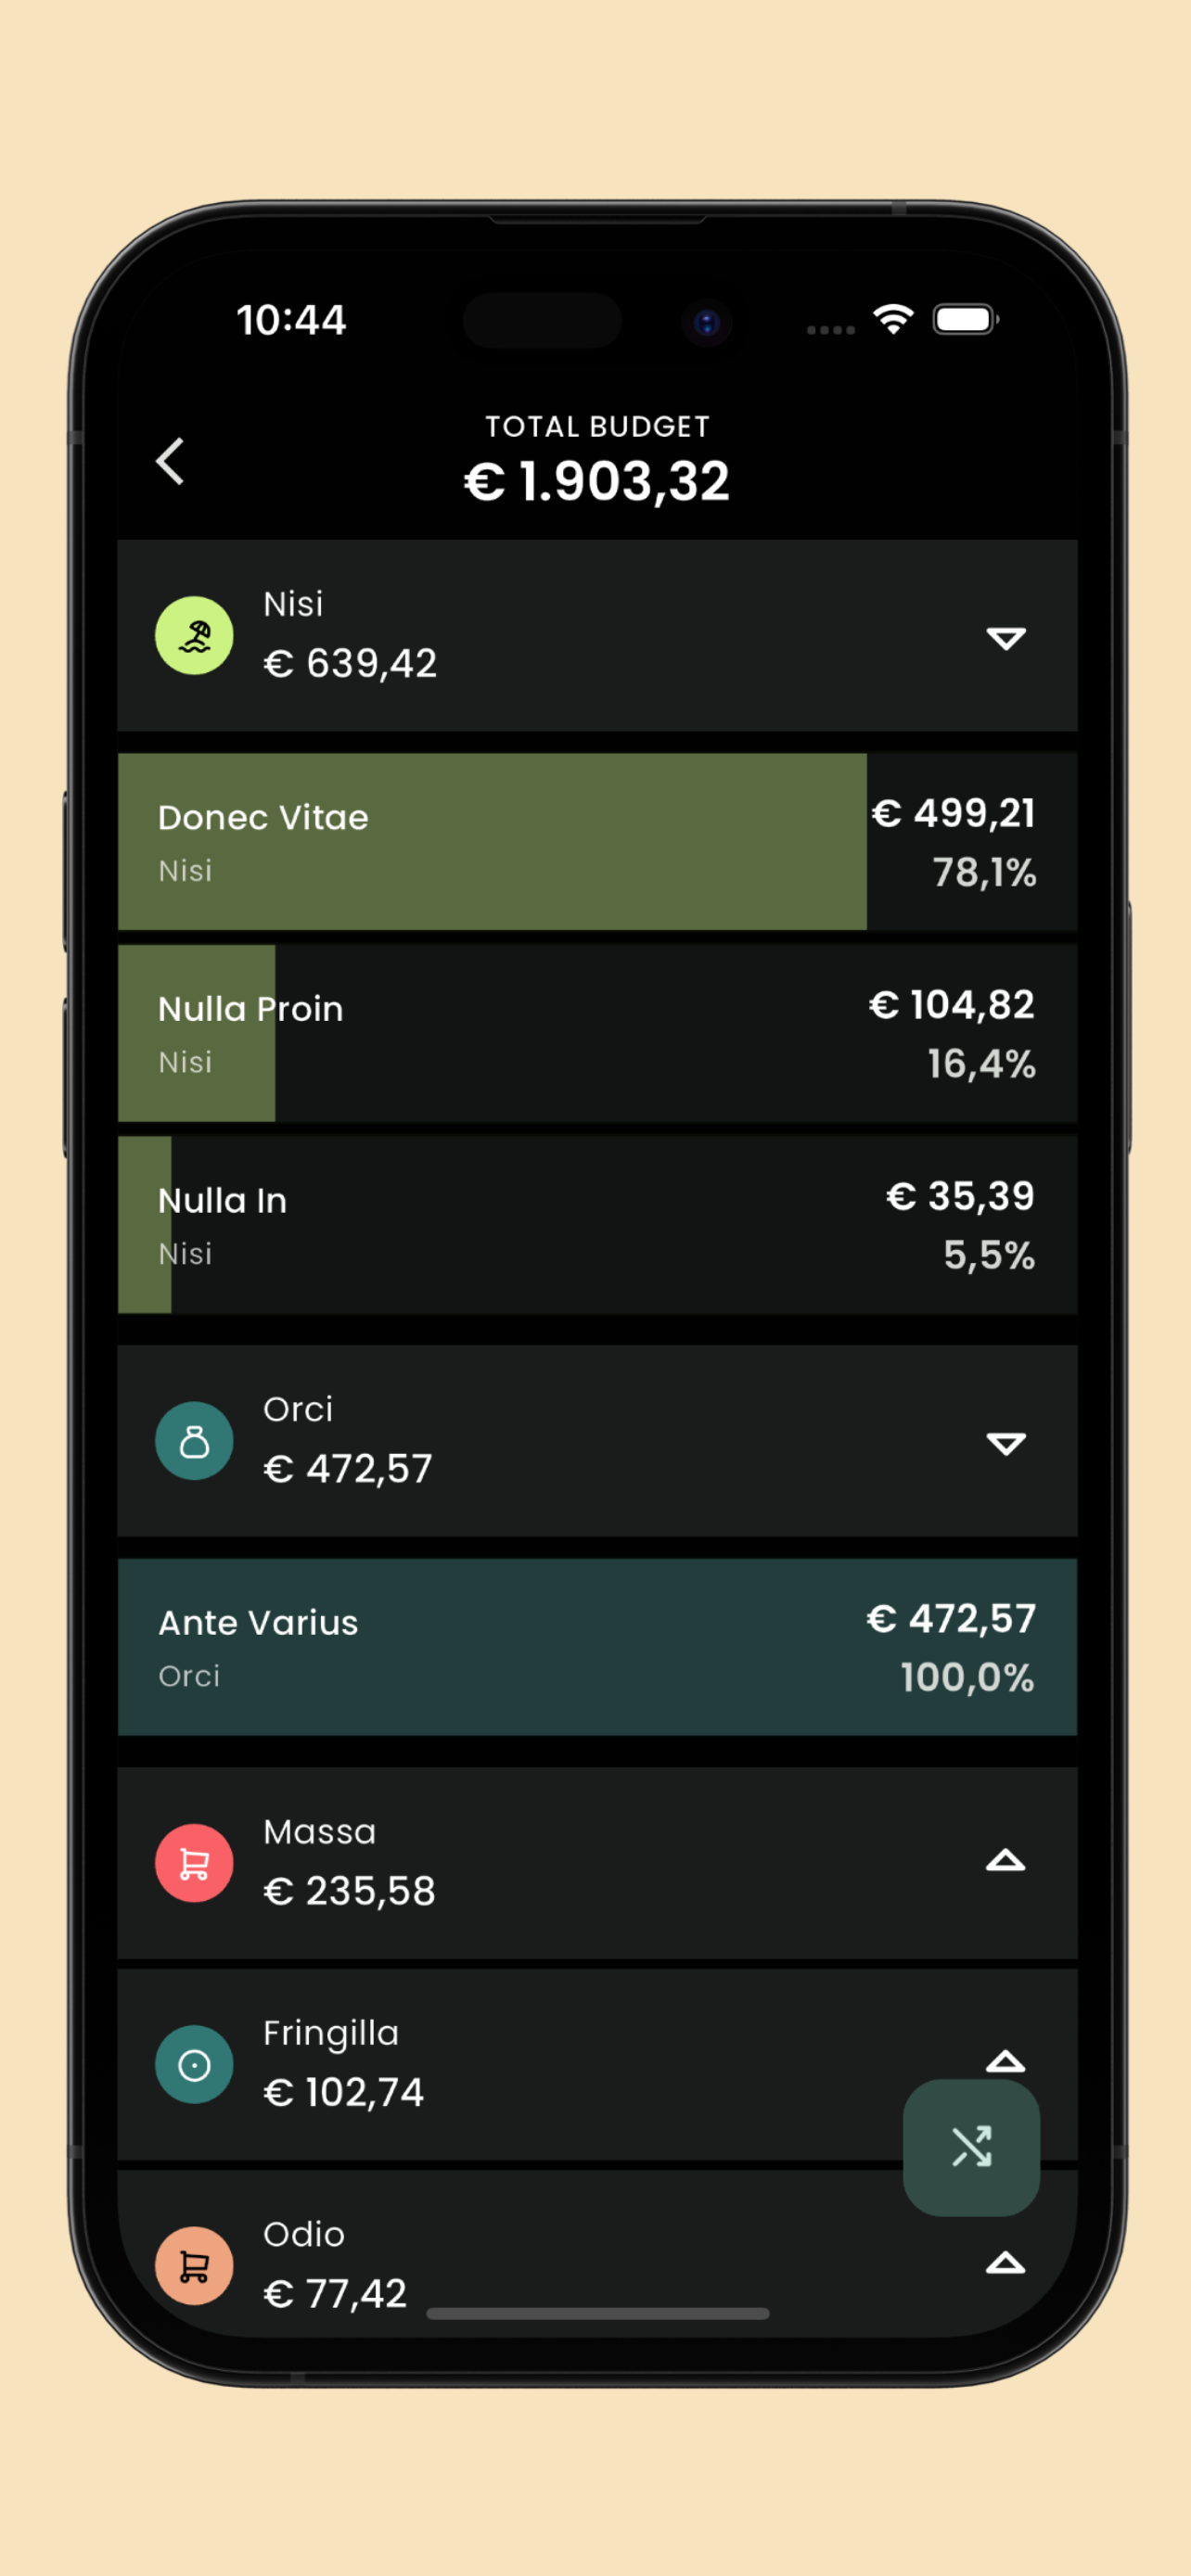 10:44
TOTAL BUDGET
€ 1.903,32
Nisi
€ 639,42
Donec Vitae
€ 499,21
Nisi
78,1%
Nulla Proin
€ 104,82
Nisi
16,4%
Nulla In
€ 35,39
Nisi
5,5%
Orci
€ 472,57
Ante Varius
€ 472,57
Orci
100,0%
Massa
€ 235,58
Fringilla
€ 102,74
Odio
€ 77,42